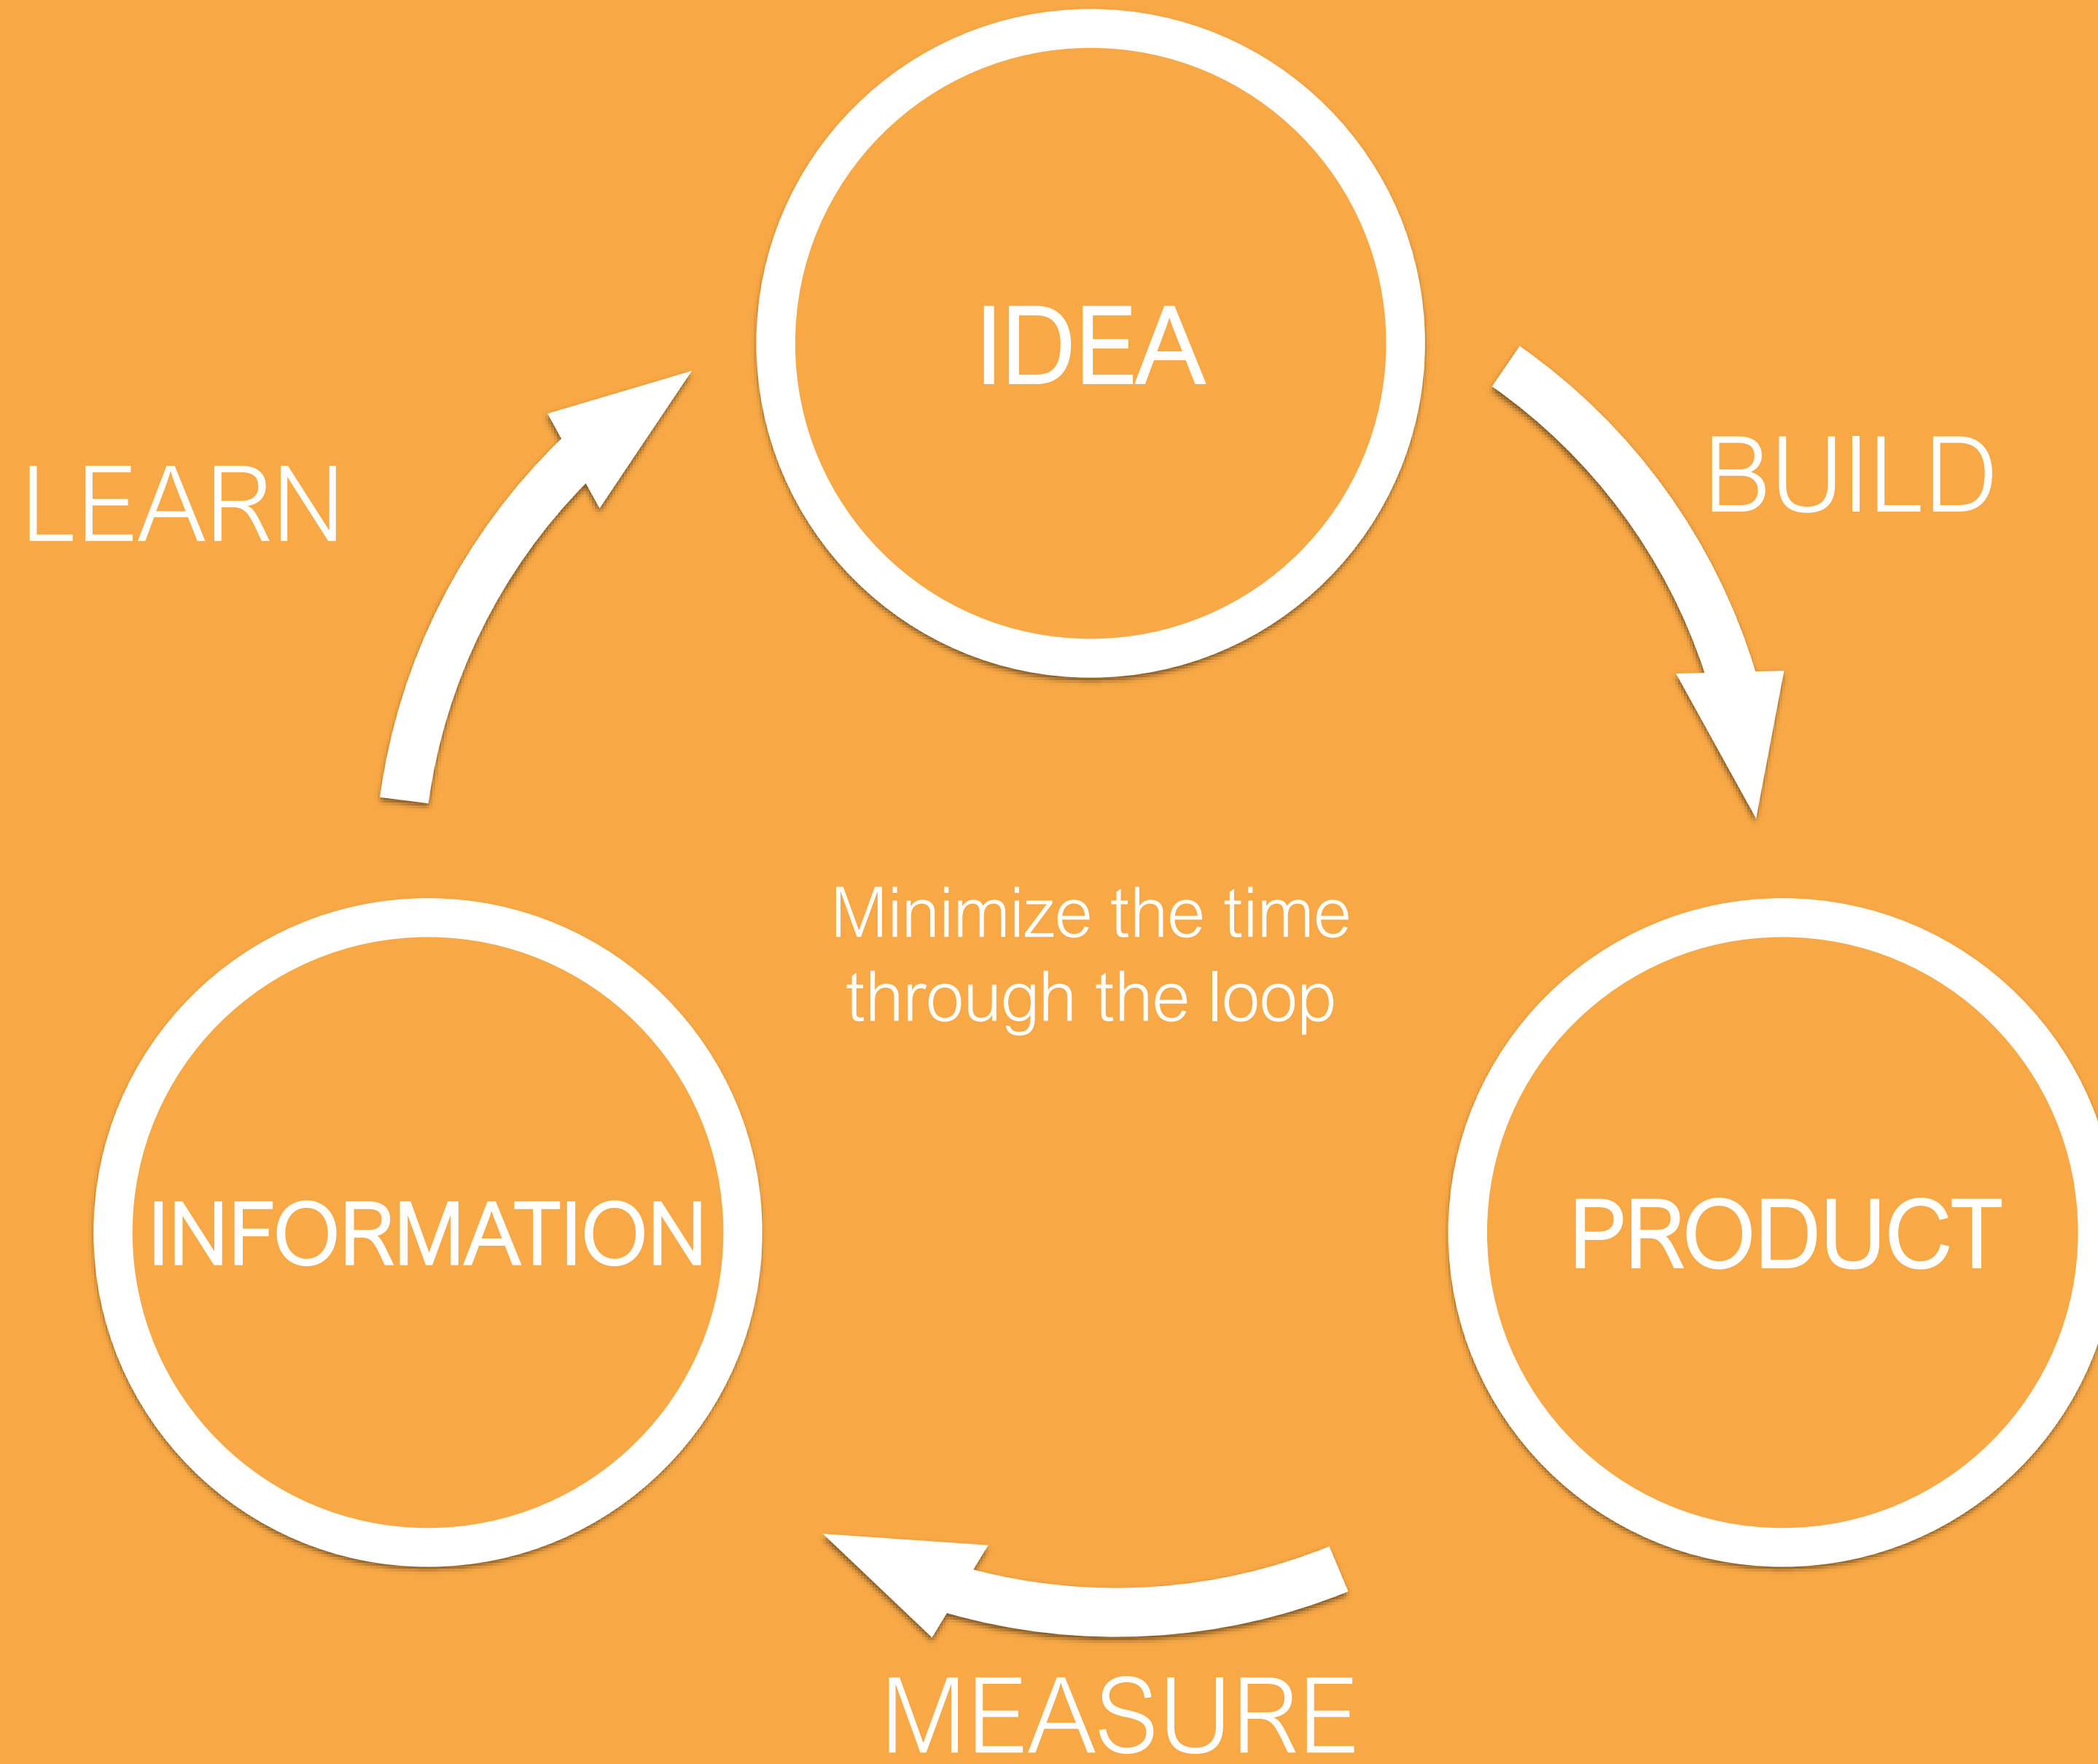 IDEA
BUILD
LEARN
Minimize the time
through the loop
INFORMATION
PRODUCT
MEASURE